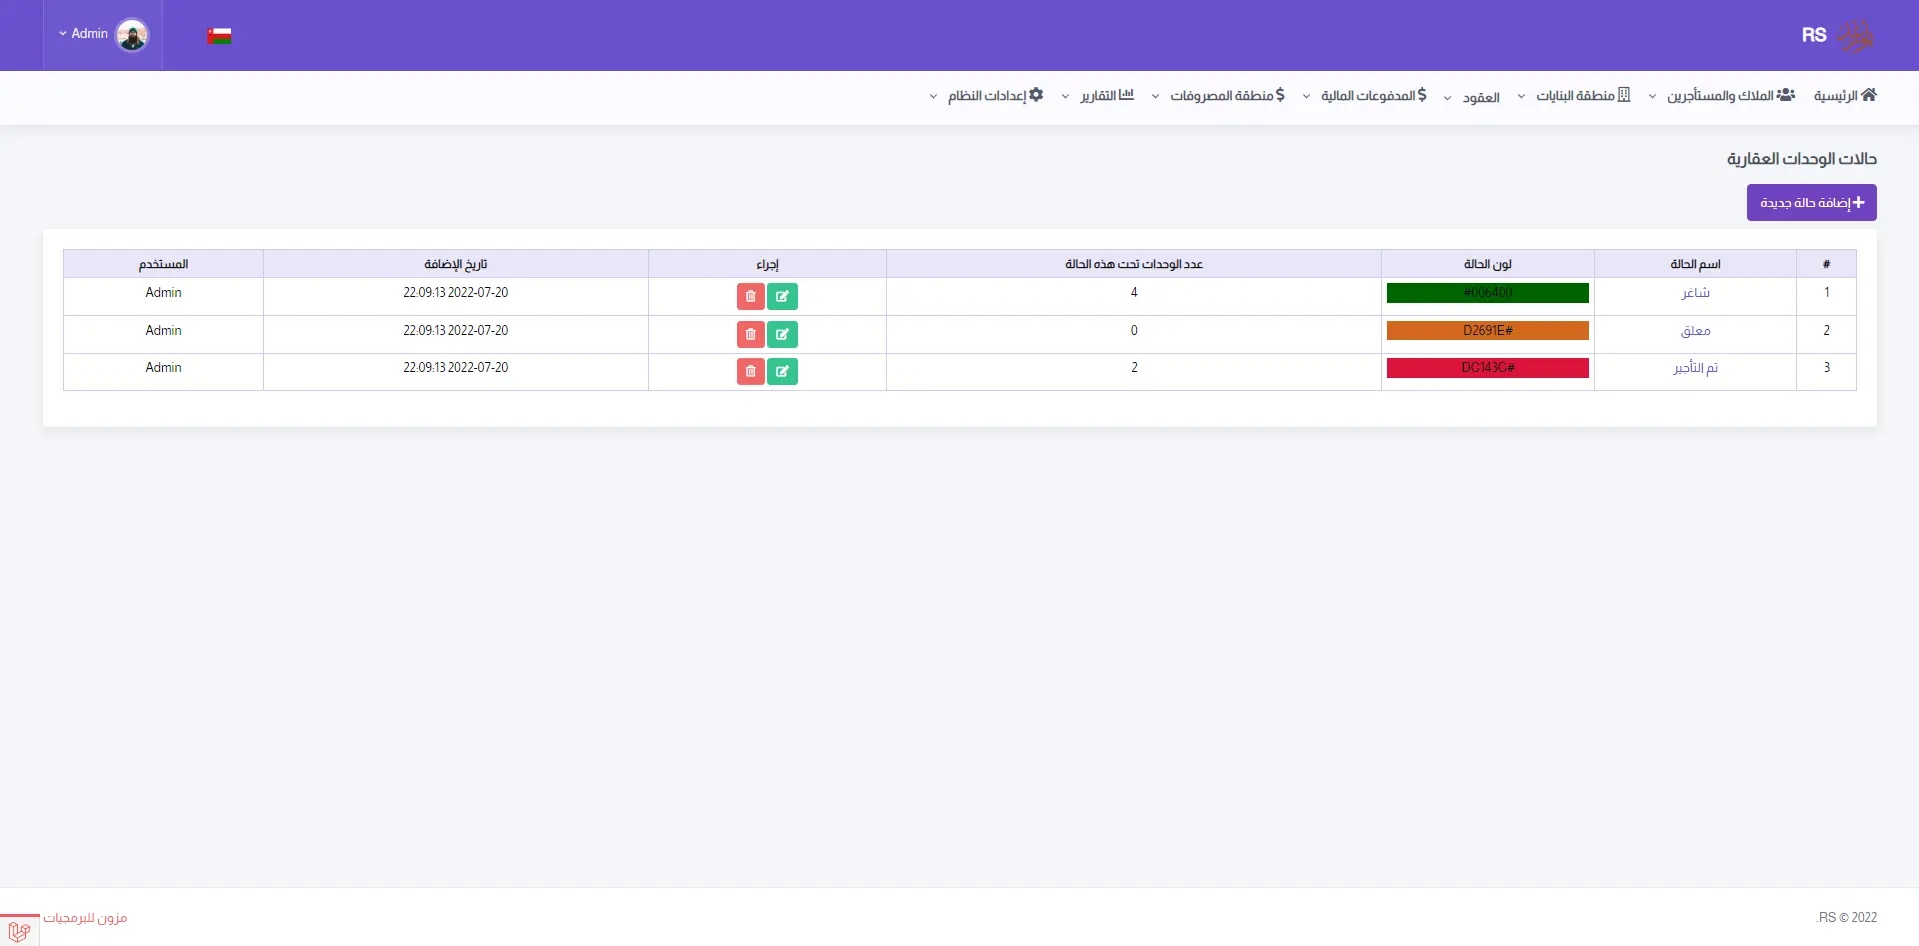 RS
Admin
الرئيسية
الملاك والمستأجرين
منطقة البنايات
العقود
المدفوعات المالية
منطقة المصروفات
التقارير
إعدادات النظام
حالات الوحدات العقارية
إضافة حالة جديدة
# اسم الحالة لون الحالة عدد الوحدات تحت هذه الحالة إجراء تاريخ الإضافة المستخدم
1 شاغر #006400 4 2022-07-20 22:09:13 Admin
2 معلق D2691E# 0 2022-07-20 22:09:13 Admin
3 تم التأجير DC143C# 2 2022-07-20 22:09:13 Admin
2022 © RS.
مزون للبرمجيات